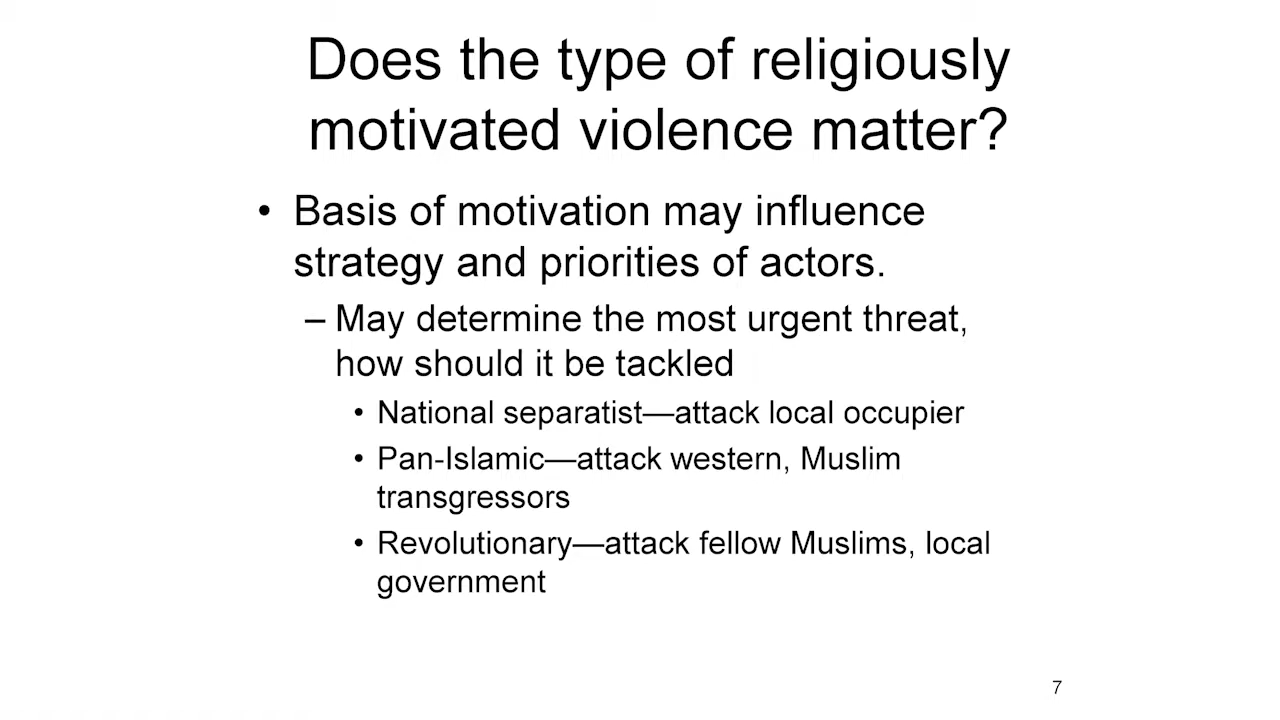 Does the type of religiously
motivated violence matter?
• Basis of motivation may influence
strategy and priorities of actors.
– May determine the most urgent threat,
how should it be tackled
• National separatist—attack local occupier
• Pan-Islamic—attack western, Muslim
transgressors
• Revolutionary—attack fellow Muslims, local
government
7